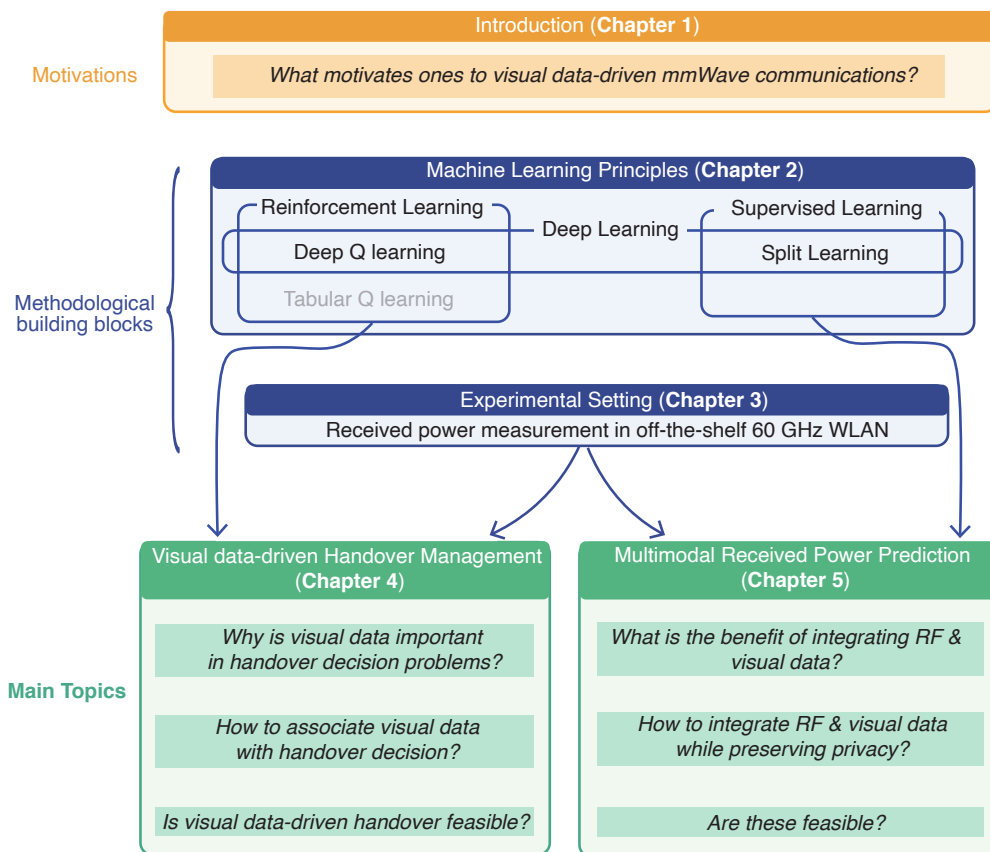 Introduction (Chapter 1)
Motivations
What motivates ones to visual data-driven mmWave communications?
Machine Learning Principles (Chapter 2)
Reinforcement Learning
Supervised Learning
Deep Learning
Deep Q learning
Split Learning
Tabular Q learning
Methodological
building blocks
Experimental Setting (Chapter 3)
Received power measurement in off-the-shelf 60 GHz WLAN
Visual data-driven Handover Management
(Chapter 4)
Multimodal Received Power Prediction
(Chapter 5)
Main Topics
Why is visual data important
in handover decision problems?
How to associate visual data
with handover decision?
Is visual data-driven handover feasible?
What is the benefit of integrating RF &
visual data?
How to integrate RF & visual data
while preserving privacy?
Are these feasible?